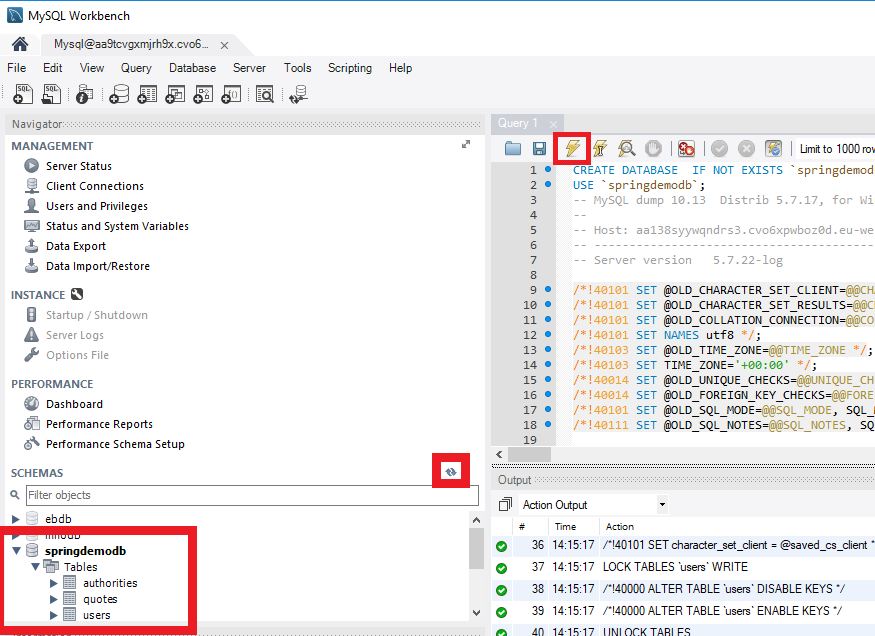 MySQL Workbench
Mysql@aa9tcvgxmjrh9x.cvo6...
File Edit View Query Database Server Tools Scripting Help
Navigator
MANAGEMENT
Server Status
Client Connections
Users and Privileges
Status and System Variables
Data Export
Data Import/Restore
INSTANCE
Startup / Shutdown
Server Logs
Options File
PERFORMANCE
Dashboard
Performance Reports
Performance Schema Setup
SCHEMAS
Filter objects
ebdb
springdemodb
Tables
authorities
quotes
users
Query 1
Limit to 1000 row
1 CREATE DATABASE  IF NOT EXISTS `springdemod
2 USE `springdemodb`;
3 -- MySQL dump 10.13  Distrib 5.7.17, for Wi
4 --
5 -- Host: aa138syywqndrs3.cvo6xpwboz0d.eu-we
6 -- ------------------------------------------
7 -- Server version   5.7.22-log
8
9 /*!40101 SET @OLD_CHARACTER_SET_CLIENT=@@CHA
10 /*!40101 SET @OLD_CHARACTER_SET_RESULTS=@@C
11 /*!40101 SET @OLD_COLLATION_CONNECTION=@@CO
12 /*!40101 SET NAMES utf8 */;
13 /*!40103 SET @OLD_TIME_ZONE=@@TIME_ZONE */;
14 /*!40103 SET TIME_ZONE='+00:00' */;
15 /*!40014 SET @OLD_UNIQUE_CHECKS=@@UNIQUE_CH
16 /*!40014 SET @OLD_FOREIGN_KEY_CHECKS=@@FORE
17 /*!40101 SET @OLD_SQL_MODE=@@SQL_MODE, SQL_M
18 /*!40111 SET @OLD_SQL_NOTES=@@SQL_NOTES, SQ
19
Output
Action Output
# Time Action
36 14:15:17 /*!40101 SET character_set_client = @saved_cs_client *
37 14:15:17 LOCK TABLES `users` WRITE
38 14:15:17 /*!40000 ALTER TABLE `users` DISABLE KEYS */
39 14:15:17 /*!40000 ALTER TABLE `users` ENABLE KEYS */
40 14:15:17 UNLOCK TABLES